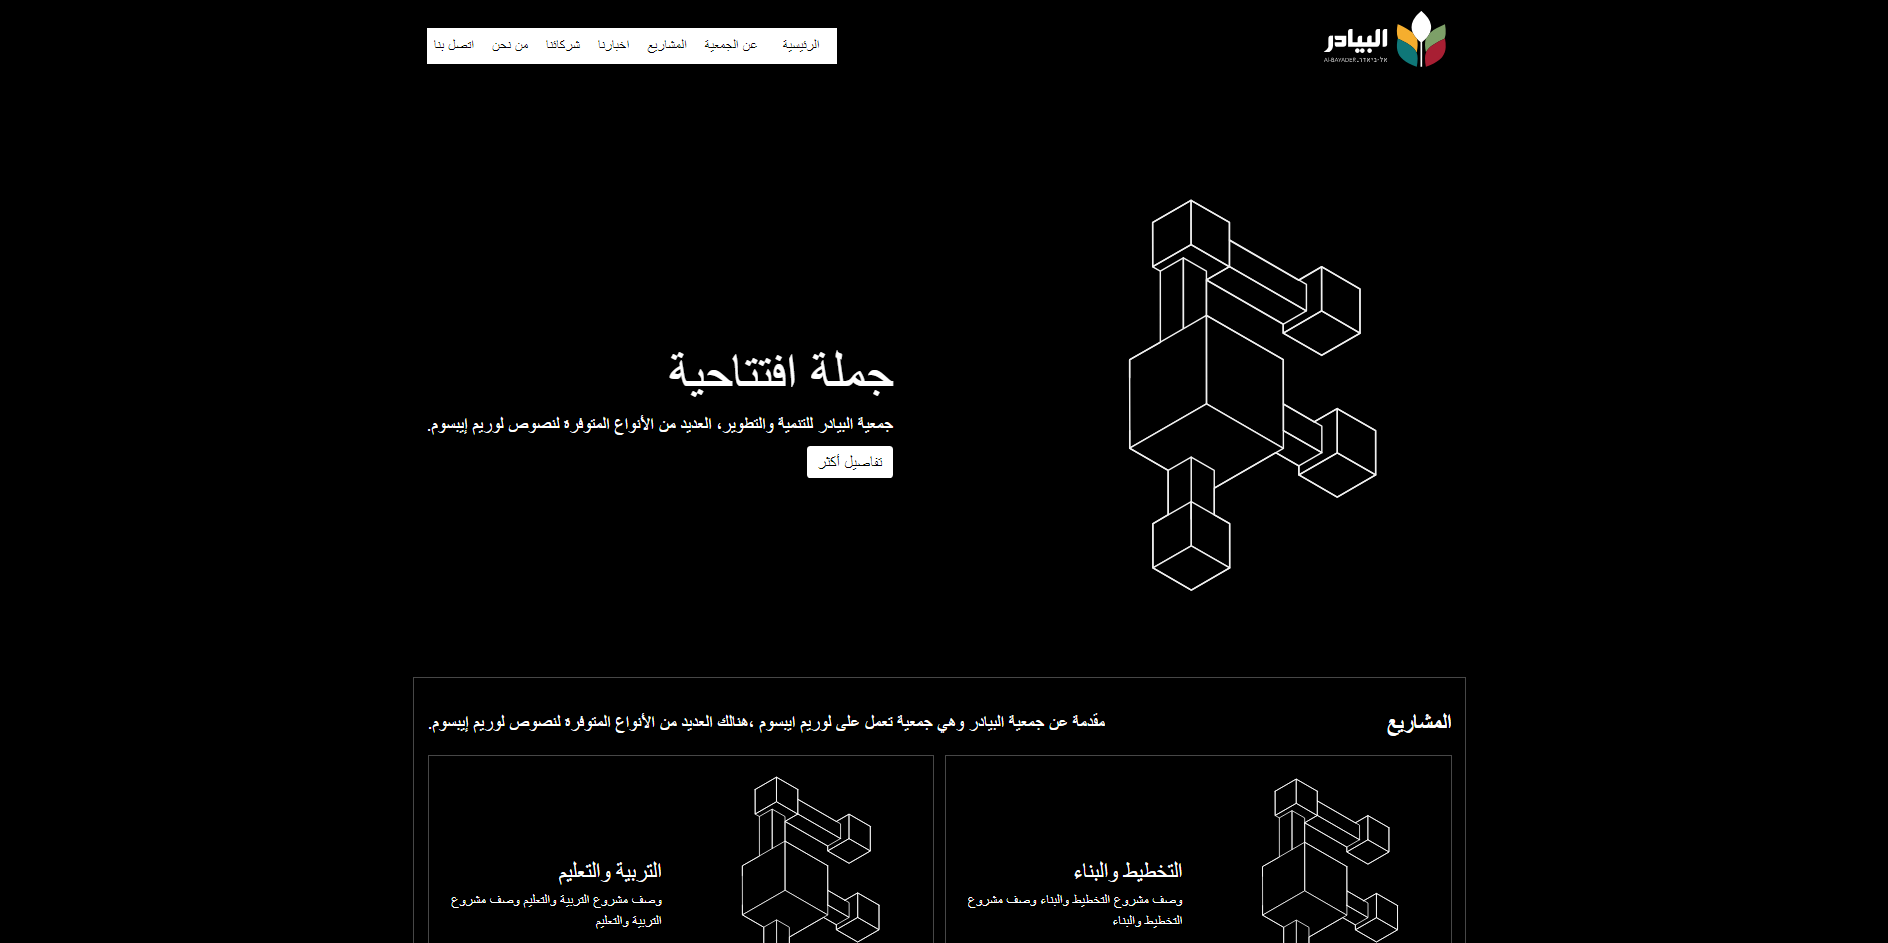 البيادر
Al-BAYADER אל-ביאדר
الرئيسية
عن الجمعية
المشاريع
اخبارنا
شركائنا
من نحن
اتصل بنا
جملة افتتاحية
جمعية البيادر للتنمية والتطوير، العديد من الأنواع المتوفرة لنصوص لوريم إيبسوم.
تفاصيل أكثر
المشاريع
مقدمة عن جمعية البيادر وهي جمعية تعمل على لوريم ايبسوم ،هنالك العديد من الأنواع المتوفرة لنصوص لوريم إيبسوم.
التخطيط والبناء
وصف مشروع التخطيط والبناء وصف مشروع
التخطيط والبناء
التربية والتعليم
وصف مشروع التربية والتعليم وصف مشروع
التربية والتعليم